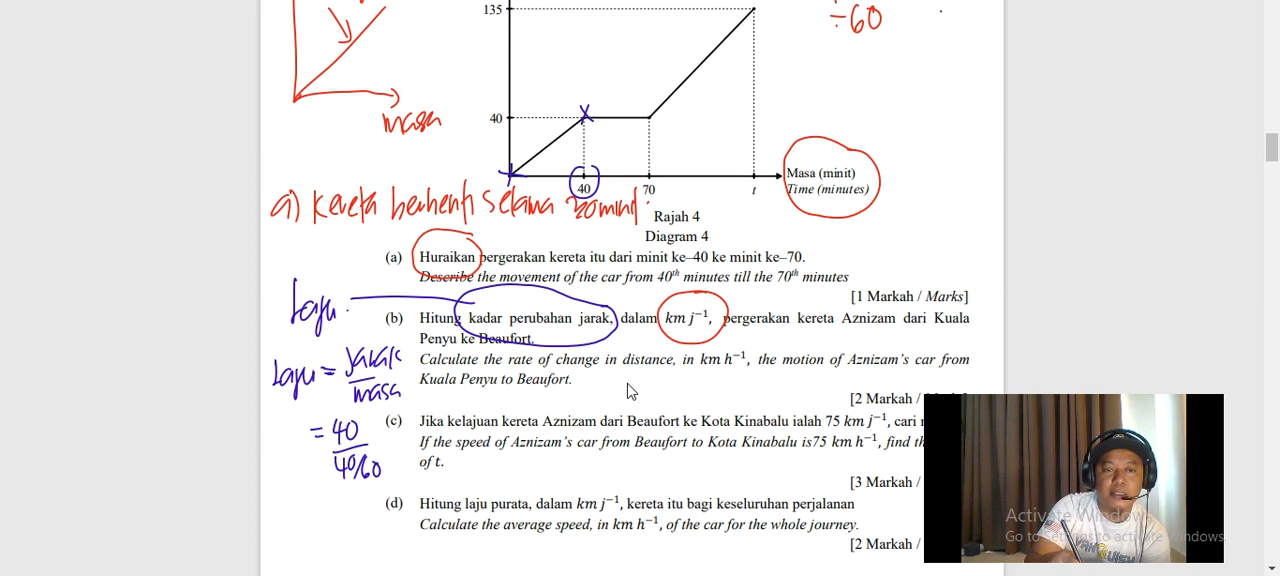 135
÷60
masa
40
40
70
t
Masa (minit)
Time (minutes)
a) Kereta berhenti selama 30 minit.
Rajah 4
Diagram 4
(a) Huraikan pergerakan kereta itu dari minit ke–40 ke minit ke–70.
Describe the movement of the car from 40th minutes till the 70th minutes
[1 Markah / Marks]
Laju
(b) Hitung kadar perubahan jarak, dalam km j⁻¹, pergerakan kereta Aznizam dari Kuala
Penyu ke Beaufort.
Calculate the rate of change in distance, in km h⁻¹, the motion of Aznizam's car from
Kuala Penyu to Beaufort.
[2 Markah /
Laju = Jarak
masa
= 40
40/60
(c) Jika kelajuan kereta Aznizam dari Beaufort ke Kota Kinabalu ialah 75 km j⁻¹, cari
If the speed of Aznizam's car from Beaufort to Kota Kinabalu is75 km h⁻¹, find
of t.
[3 Markah /
(d) Hitung laju purata, dalam km j⁻¹, kereta itu bagi keseluruhan perjalanan
Calculate the average speed, in km h⁻¹, of the car for the whole journey.
[2 Markah /
Activate Windows
Go to Settings to activate Windows.